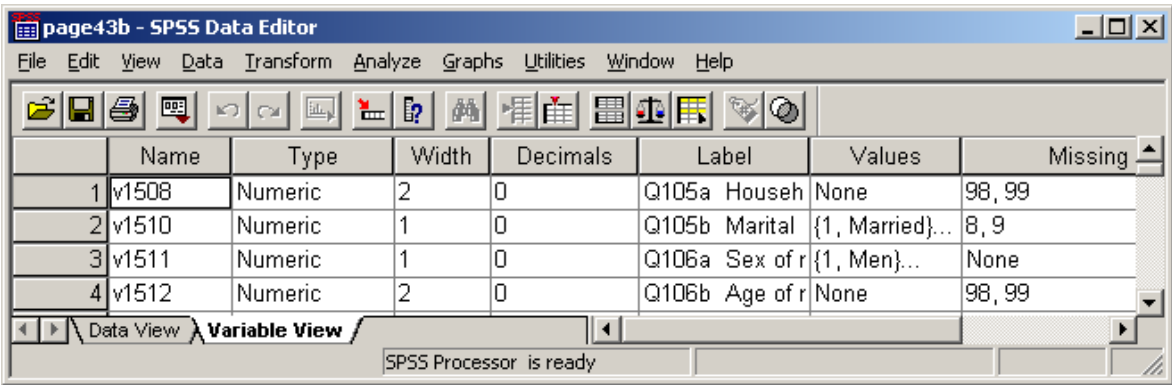 page43b - SPSS Data Editor
File Edit View Data Transform Analyze Graphs Utilities Window Help
Name Type Width Decimals Label Values Missing
1 v1508 Numeric 2 0 Q105a Househ None 98, 99
2 v1510 Numeric 1 0 Q105b Marital {1, Married}... 8, 9
3 v1511 Numeric 1 0 Q106a Sex of r {1, Men}... None
4 v1512 Numeric 2 0 Q106b Age of r None 98, 99
Data View Variable View
SPSS Processor is ready